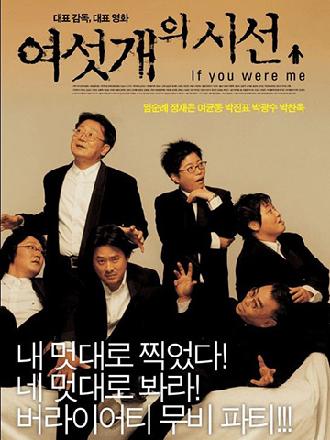 대표 감독, 대표 영화
여섯개의 시선
if you were me
임순례 정재은 여균동 박진표 박광수 박찬욱
내 멋대로 찍었다!
네 멋대로 봐라!
버라이어티 무비 파티!!!